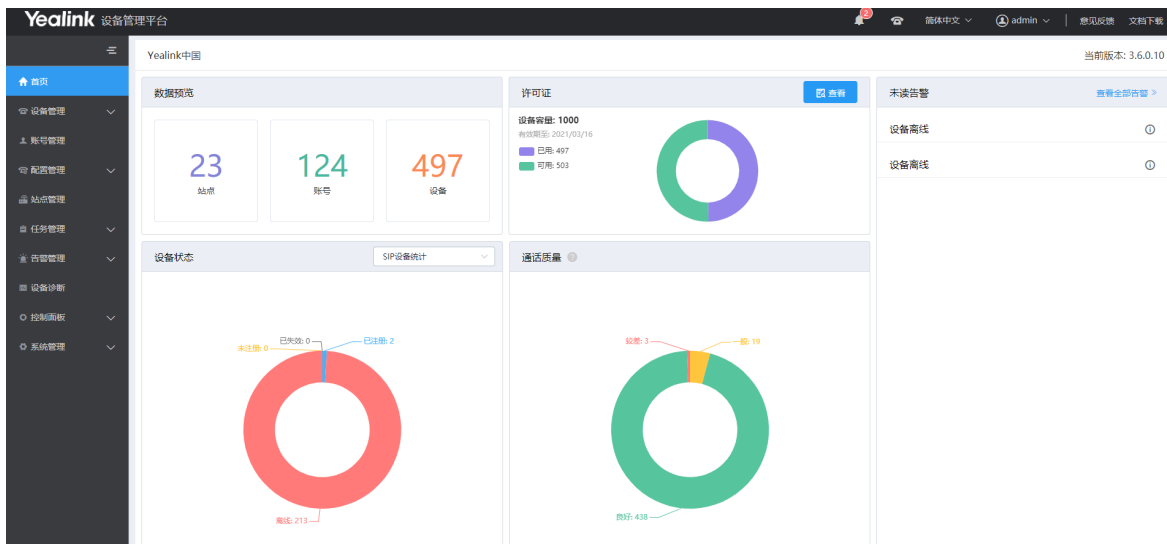 Yealink 设备管理平台
2
简体中文
admin
意见反馈
文档下载
Yealink中国
当前版本: 3.6.0.10
首页
设备管理
账号管理
配置管理
站点管理
任务管理
告警管理
设备诊断
控制面板
系统管理
数据预览
23
站点
124
账号
497
设备
许可证
查看
设备容量: 1000
有效期至: 2021/03/16
已用: 497
可用: 503
未读告警
查看全部告警 »
设备离线
设备离线
设备状态
SIP设备统计
已失效: 0
未注册: 0
已注册: 2
离线: 213
通话质量
较差: 3
一般: 19
良好: 438